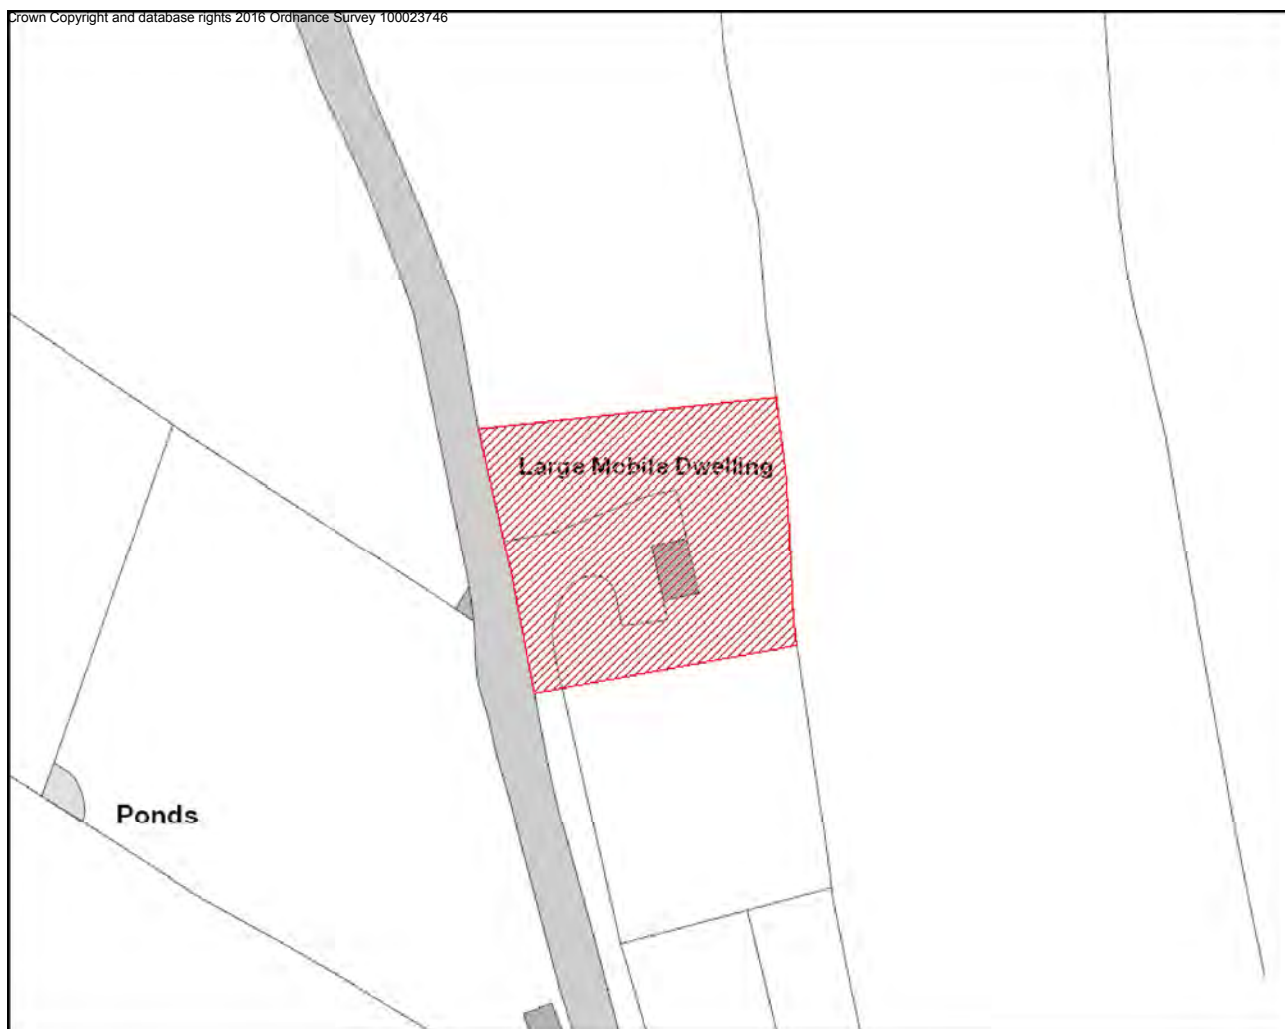 Crown Copyright and database rights 2016 Ordnance Survey 100023746
Large Mobile Dwelling
Ponds